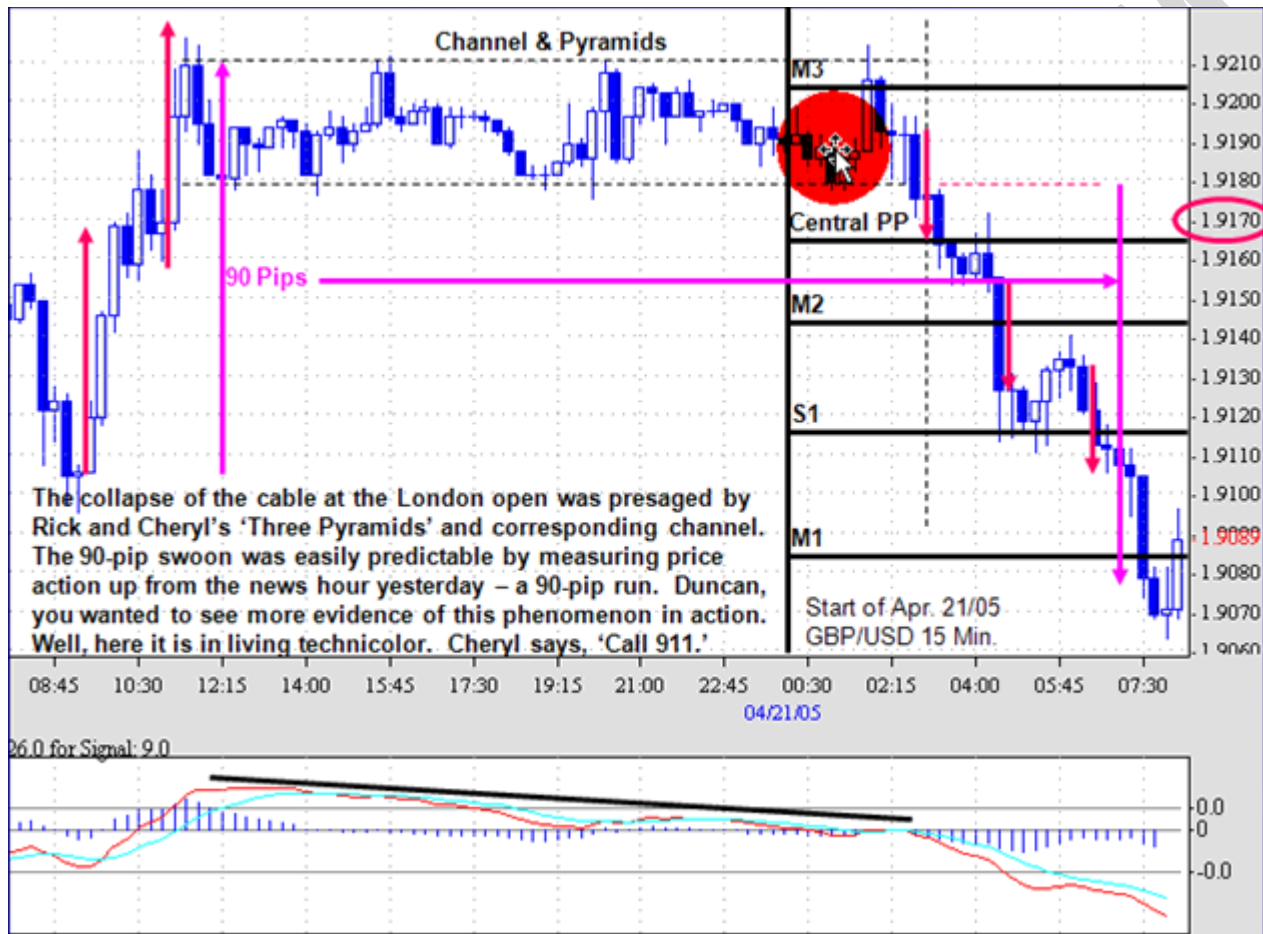 Channel & Pyramids
M3
Central PP
90 Pips
M2
S1
M1
1.9210
1.9200
1.9190
1.9180
1.9170
1.9160
1.9150
1.9140
1.9130
1.9120
1.9110
1.9100
1.9089
1.9080
1.9070
1.9060
The collapse of the cable at the London open was presaged by
Rick and Cheryl's 'Three Pyramids' and corresponding channel.
The 90-pip swoon was easily predictable by measuring price
action up from the news hour yesterday – a 90-pip run. Duncan,
you wanted to see more evidence of this phenomenon in action.
Well, here it is in living technicolor. Cheryl says, 'Call 911.'
Start of Apr. 21/05
GBP/USD 15 Min.
08:45 10:30 12:15 14:00 15:45 17:30 19:15 21:00 22:45 00:30 02:15 04:00 05:45 07:30
04/21/05
26.0 for Signal: 9.0
0.0
0
-0.0